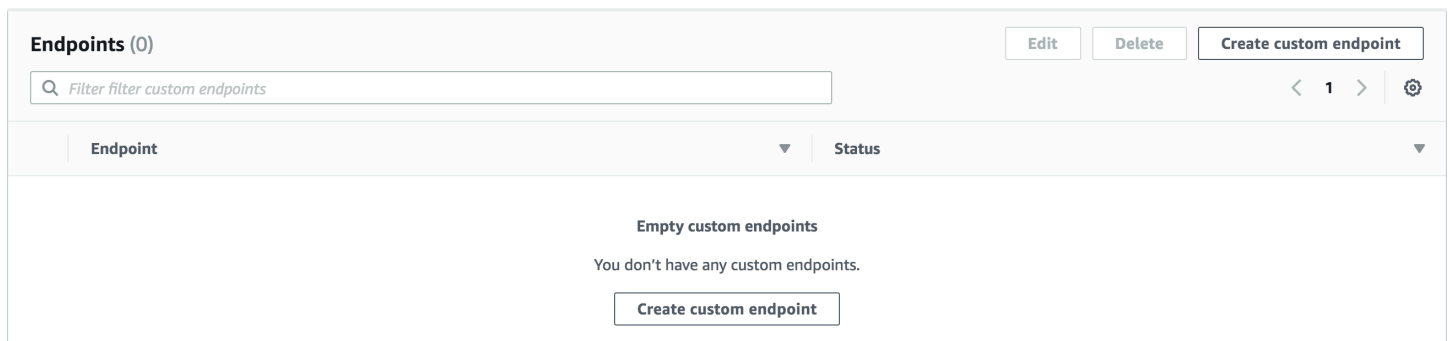 Endpoints (0)
Edit
Delete
Create custom endpoint
Filter filter custom endpoints
1
Endpoint
Status
Empty custom endpoints
You don’t have any custom endpoints.
Create custom endpoint